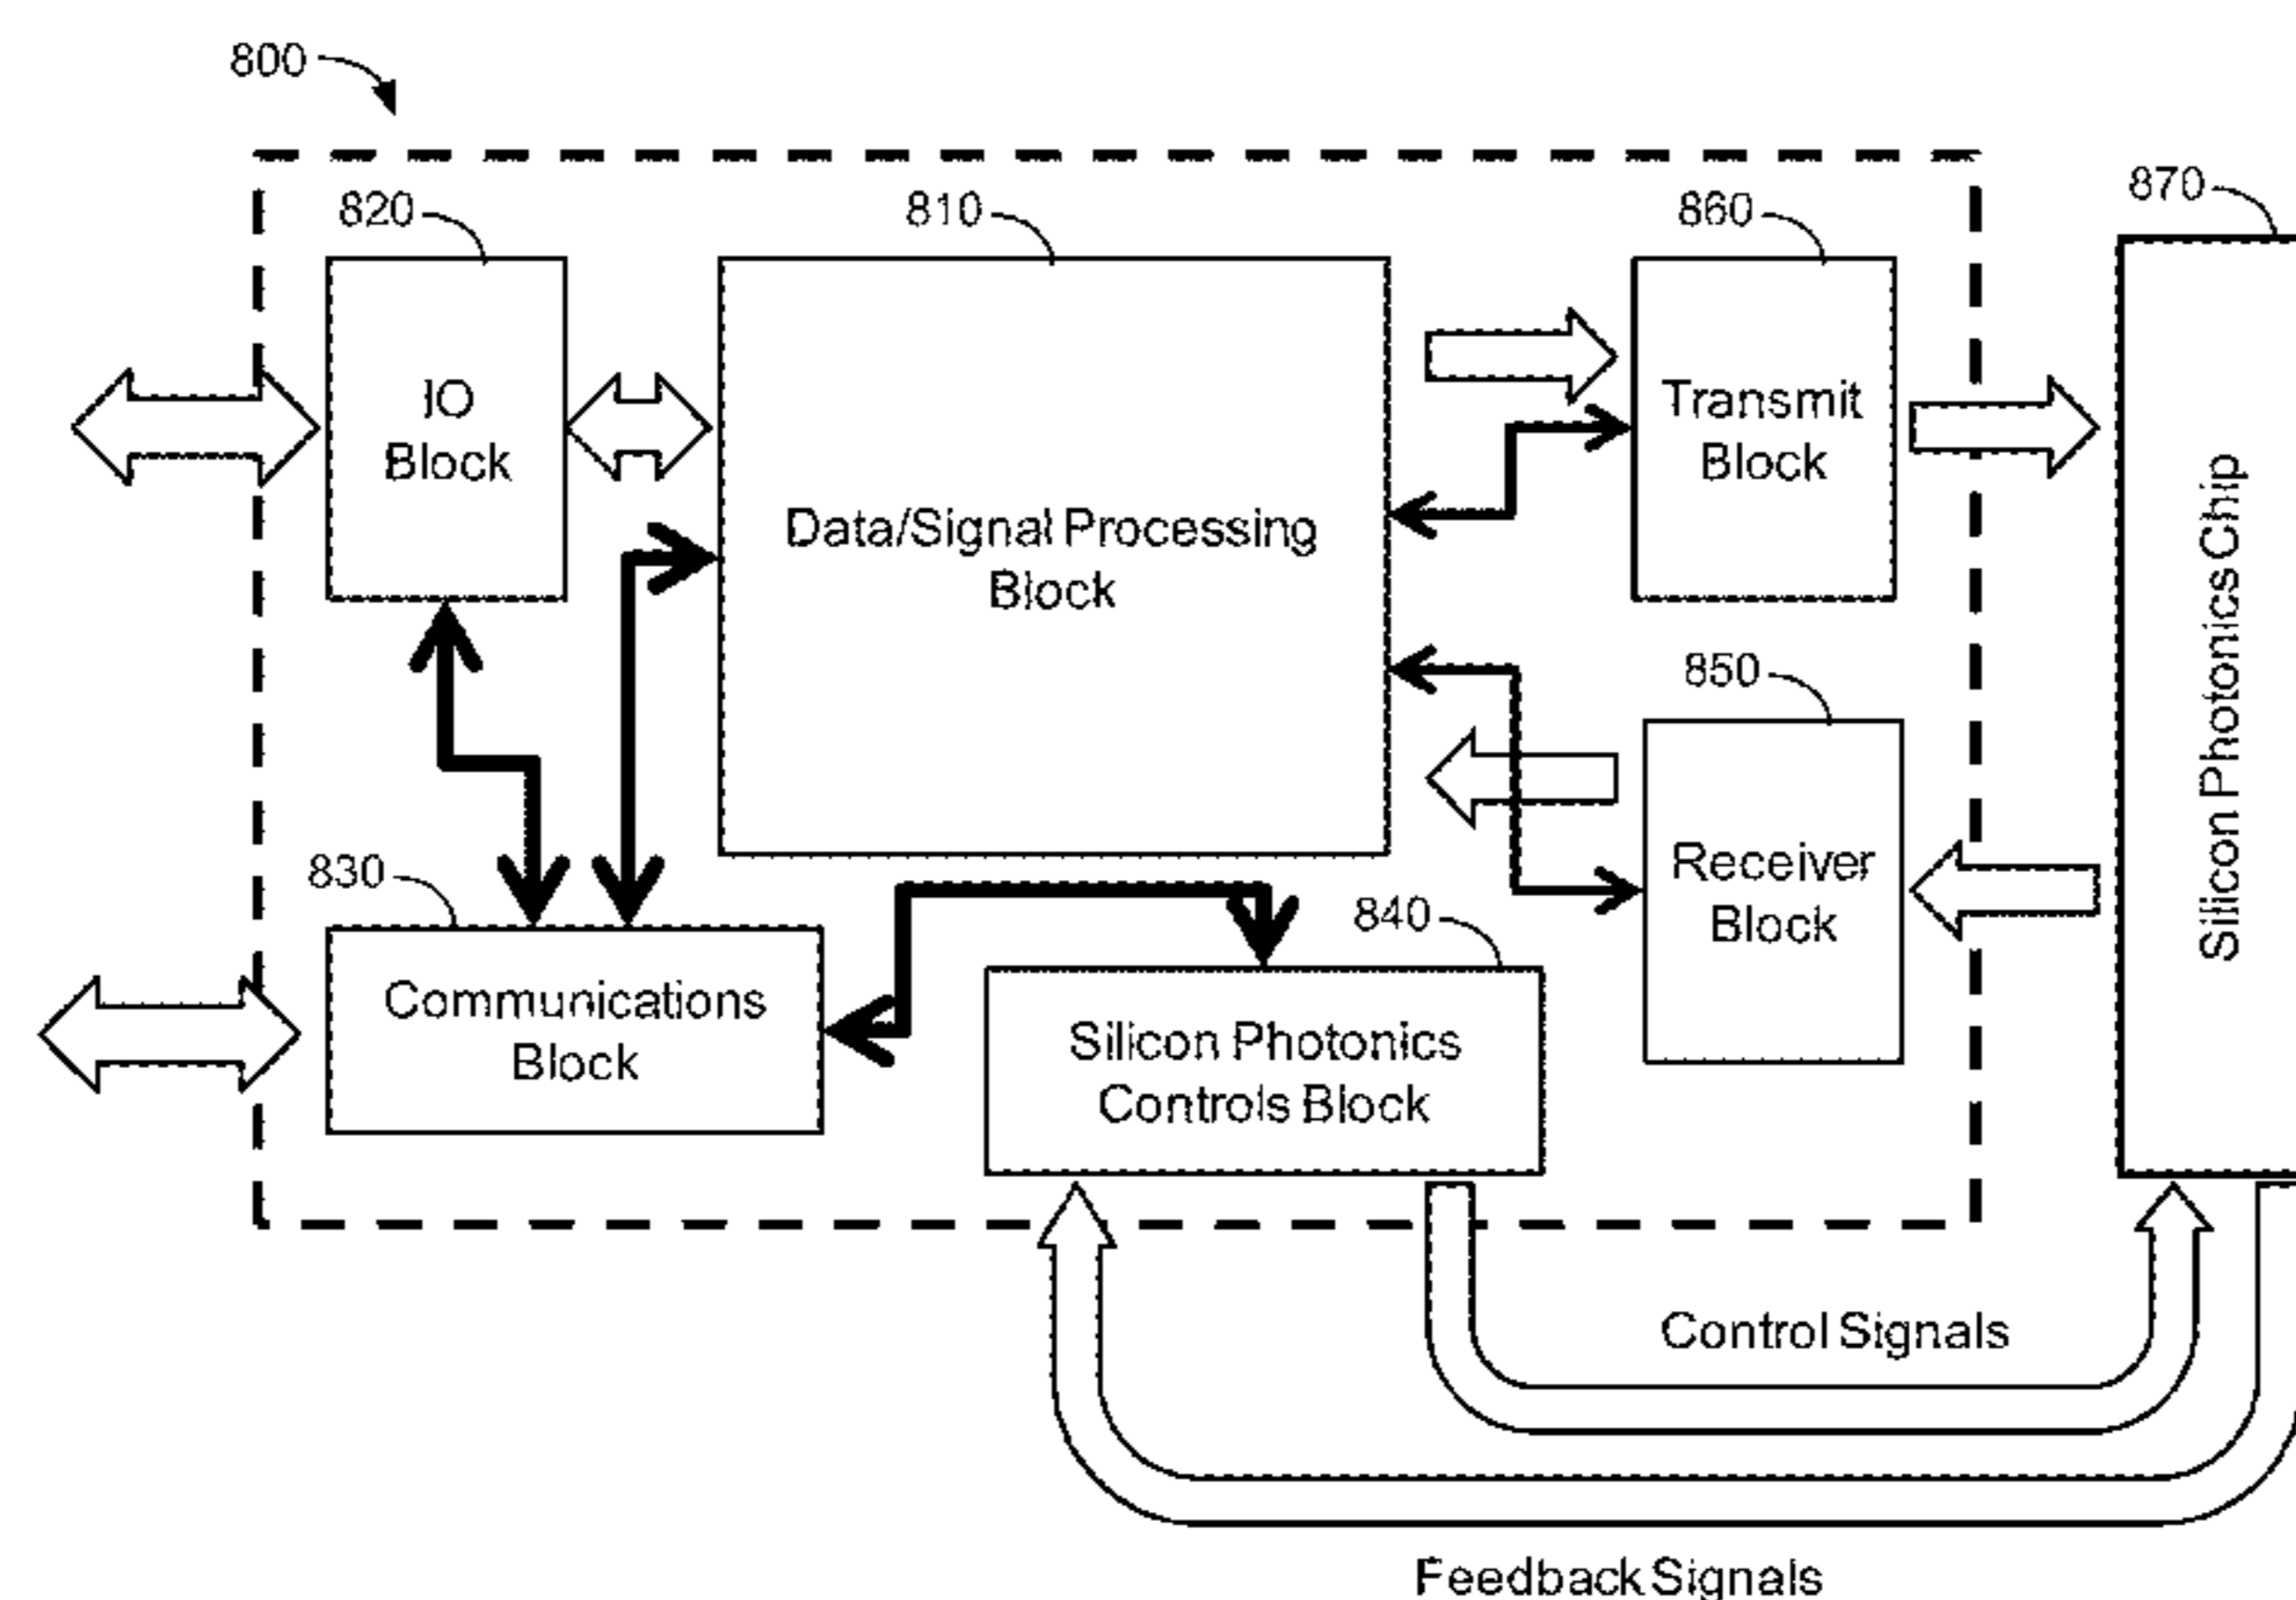 800
870
820
810
860
IO
Block
Transmit
Block
Data/Signal Processing
Block
Silicon Photonics Chip
850
830
Receiver
Block
840
Communications
Block
Silicon Photonics
Controls Block
Control Signals
Feedback Signals